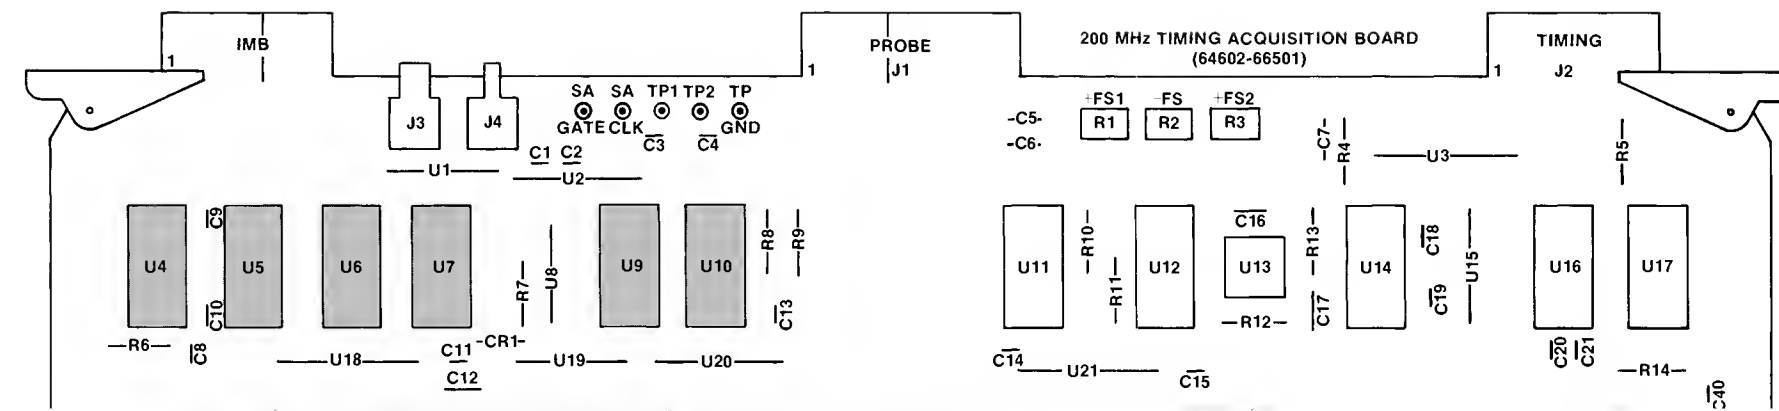 IMB
PROBE
200 MHz TIMING ACQUISITION BOARD
(64602-66501)
TIMING
1
1
J1
1
J2
SA SA TP1 TP2 TP
+FS1 -FS +FS2
J3 J4
GATE CLK GND
C3 C4
-C5-
R1 R2 R3
-C6-
C7
R4
U3
R5
C1 C2
U1
U2
C9
R8
R9
R10
C16
R13
C18
U15
U4 U5 U6 U7
U8
U9 U10
U11
U12 U13
U14
U16 U17
R7
R11
C10
C13
C17
C19
R12
R6
C8
U18
C11
-CR1-
U19
U20
C12
C14
U21
C15
C20 C21
R14
C40